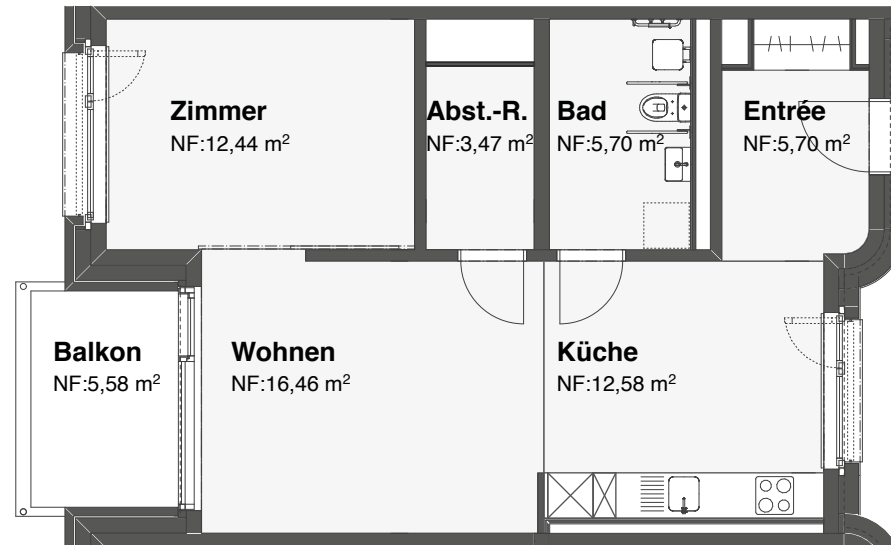 Zimmer
NF:12,44 m²
Abst.-R.
NF:3,47 m²
Bad
NF:5,70 m²
Entrée
NF:5,70 m²
Balkon
NF:5,58 m²
Wohnen
NF:16,46 m²
Küche
NF:12,58 m²